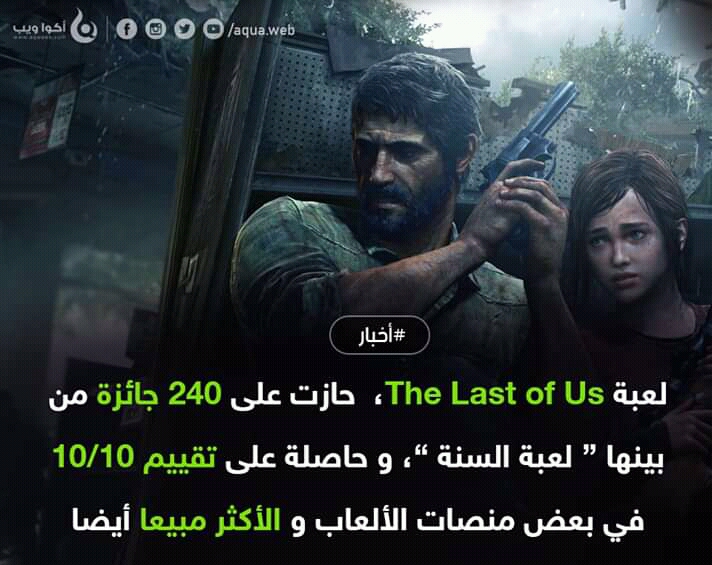 أكوا ويب
/aqua.web
#أخبار
لعبة The Last of Us، حازت على 240 جائزة من
بينها ” لعبة السنة “، و حاصلة على تقييم 10/10
في بعض منصات الألعاب و الأكثر مبيعا أيضا